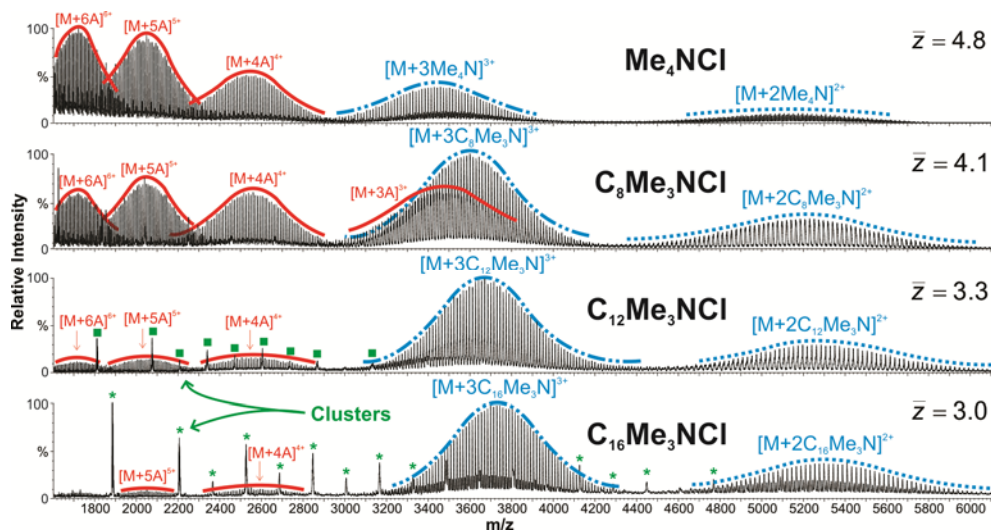 Relative Intensity
[M+6A]⁶⁺
[M+5A]⁵⁺
[M+4A]⁴⁺
[M+3Me₄N]³⁺
Me₄NCl
[M+2Me₄N]²⁺
z̅ = 4.8
100
%
0
[M+6A]⁶⁺
[M+5A]⁵⁺
[M+4A]⁴⁺
[M+3A]³⁺
[M+3C₈Me₃N]³⁺
C₈Me₃NCl
[M+2C₈Me₃N]²⁺
z̅ = 4.1
100
%
0
[M+6A]⁶⁺
[M+5A]⁵⁺
[M+4A]⁴⁺
[M+3C₁₂Me₃N]³⁺
C₁₂Me₃NCl
[M+2C₁₂Me₃N]²⁺
z̅ = 3.3
100
%
0
Clusters
[M+5A]⁵⁺
[M+4A]⁴⁺
[M+3C₁₆Me₃N]³⁺
C₁₆Me₃NCl
[M+2C₁₆Me₃N]²⁺
z̅ = 3.0
100
%
0
1800 2000 2200 2400 2600 2800 3000 3200 3400 3600 3800 4000 4200 4400 4600 4800 5000 5200 5400 5600 5800 6000
m/z